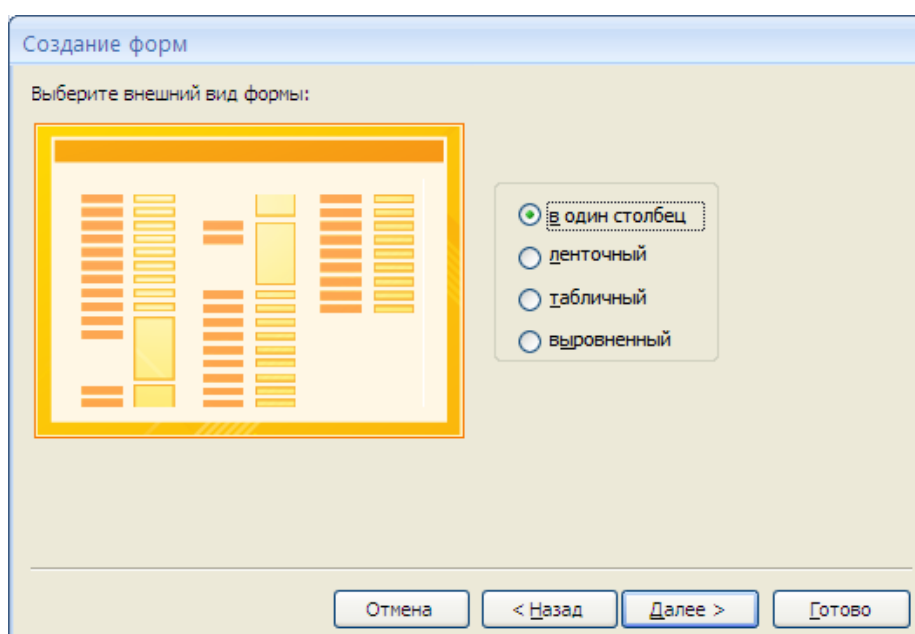 Создание форм
Выберите внешний вид формы:
в один столбец
ленточный
табличный
выровненный
Отмена
< Назад
Далее >
Готово